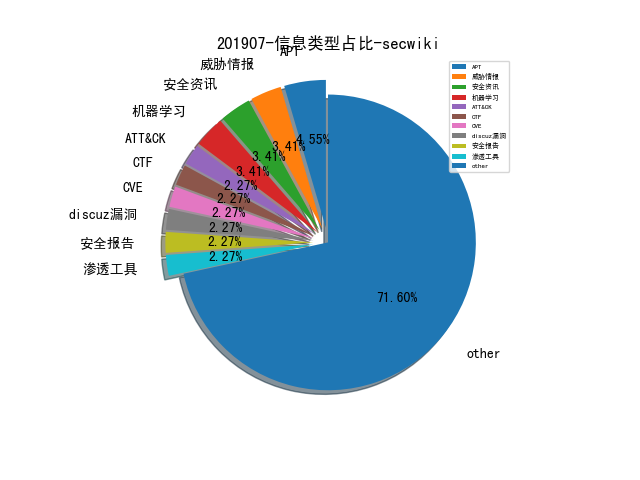 201907-信息类型占比-secwiki
APT
威胁情报
安全资讯
机器学习
ATT&CK
CTF
CVE
discuz漏洞
安全报告
渗透工具
other
4.55%
3.41%
3.41%
3.41%
2.27%
2.27%
2.27%
2.27%
2.27%
2.27%
71.60%
APT
威胁情报
安全资讯
机器学习
ATT&CK
CTF
CVE
discuz漏洞
安全报告
渗透工具
other